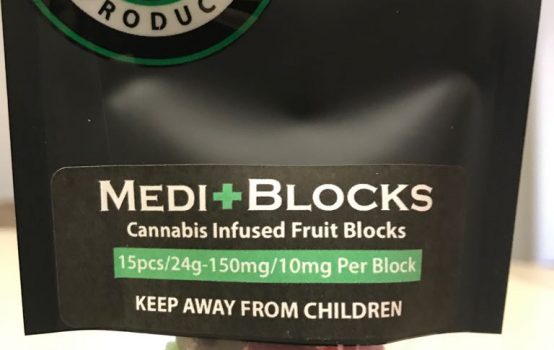 RODUC
MEDI+BLOCKS
Cannabis Infused Fruit Blocks
15pcs/24g-150mg/10mg Per Block
KEEP AWAY FROM CHILDREN